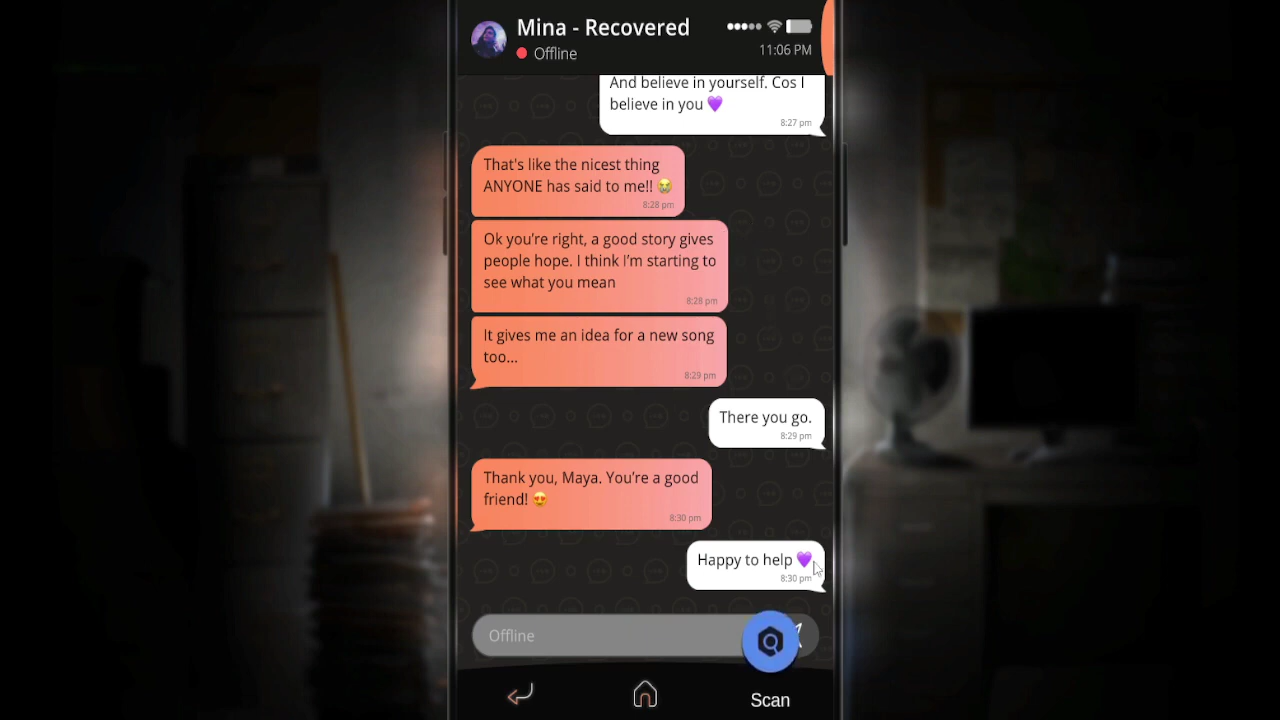 Mina - Recovered
Offline
11:06 PM
And believe in yourself. Cos I
believe in you 💜
8:27 pm
That's like the nicest thing
ANYONE has said to me!! 😭
8:28 pm
Ok you're right, a good story gives
people hope. I think I'm starting to
see what you mean
8:28 pm
It gives me an idea for a new song
too...
8:29 pm
There you go.
8:29 pm
Thank you, Maya. You're a good
friend! 😍
8:30 pm
Happy to help 💜
8:30 pm
Offline
Scan